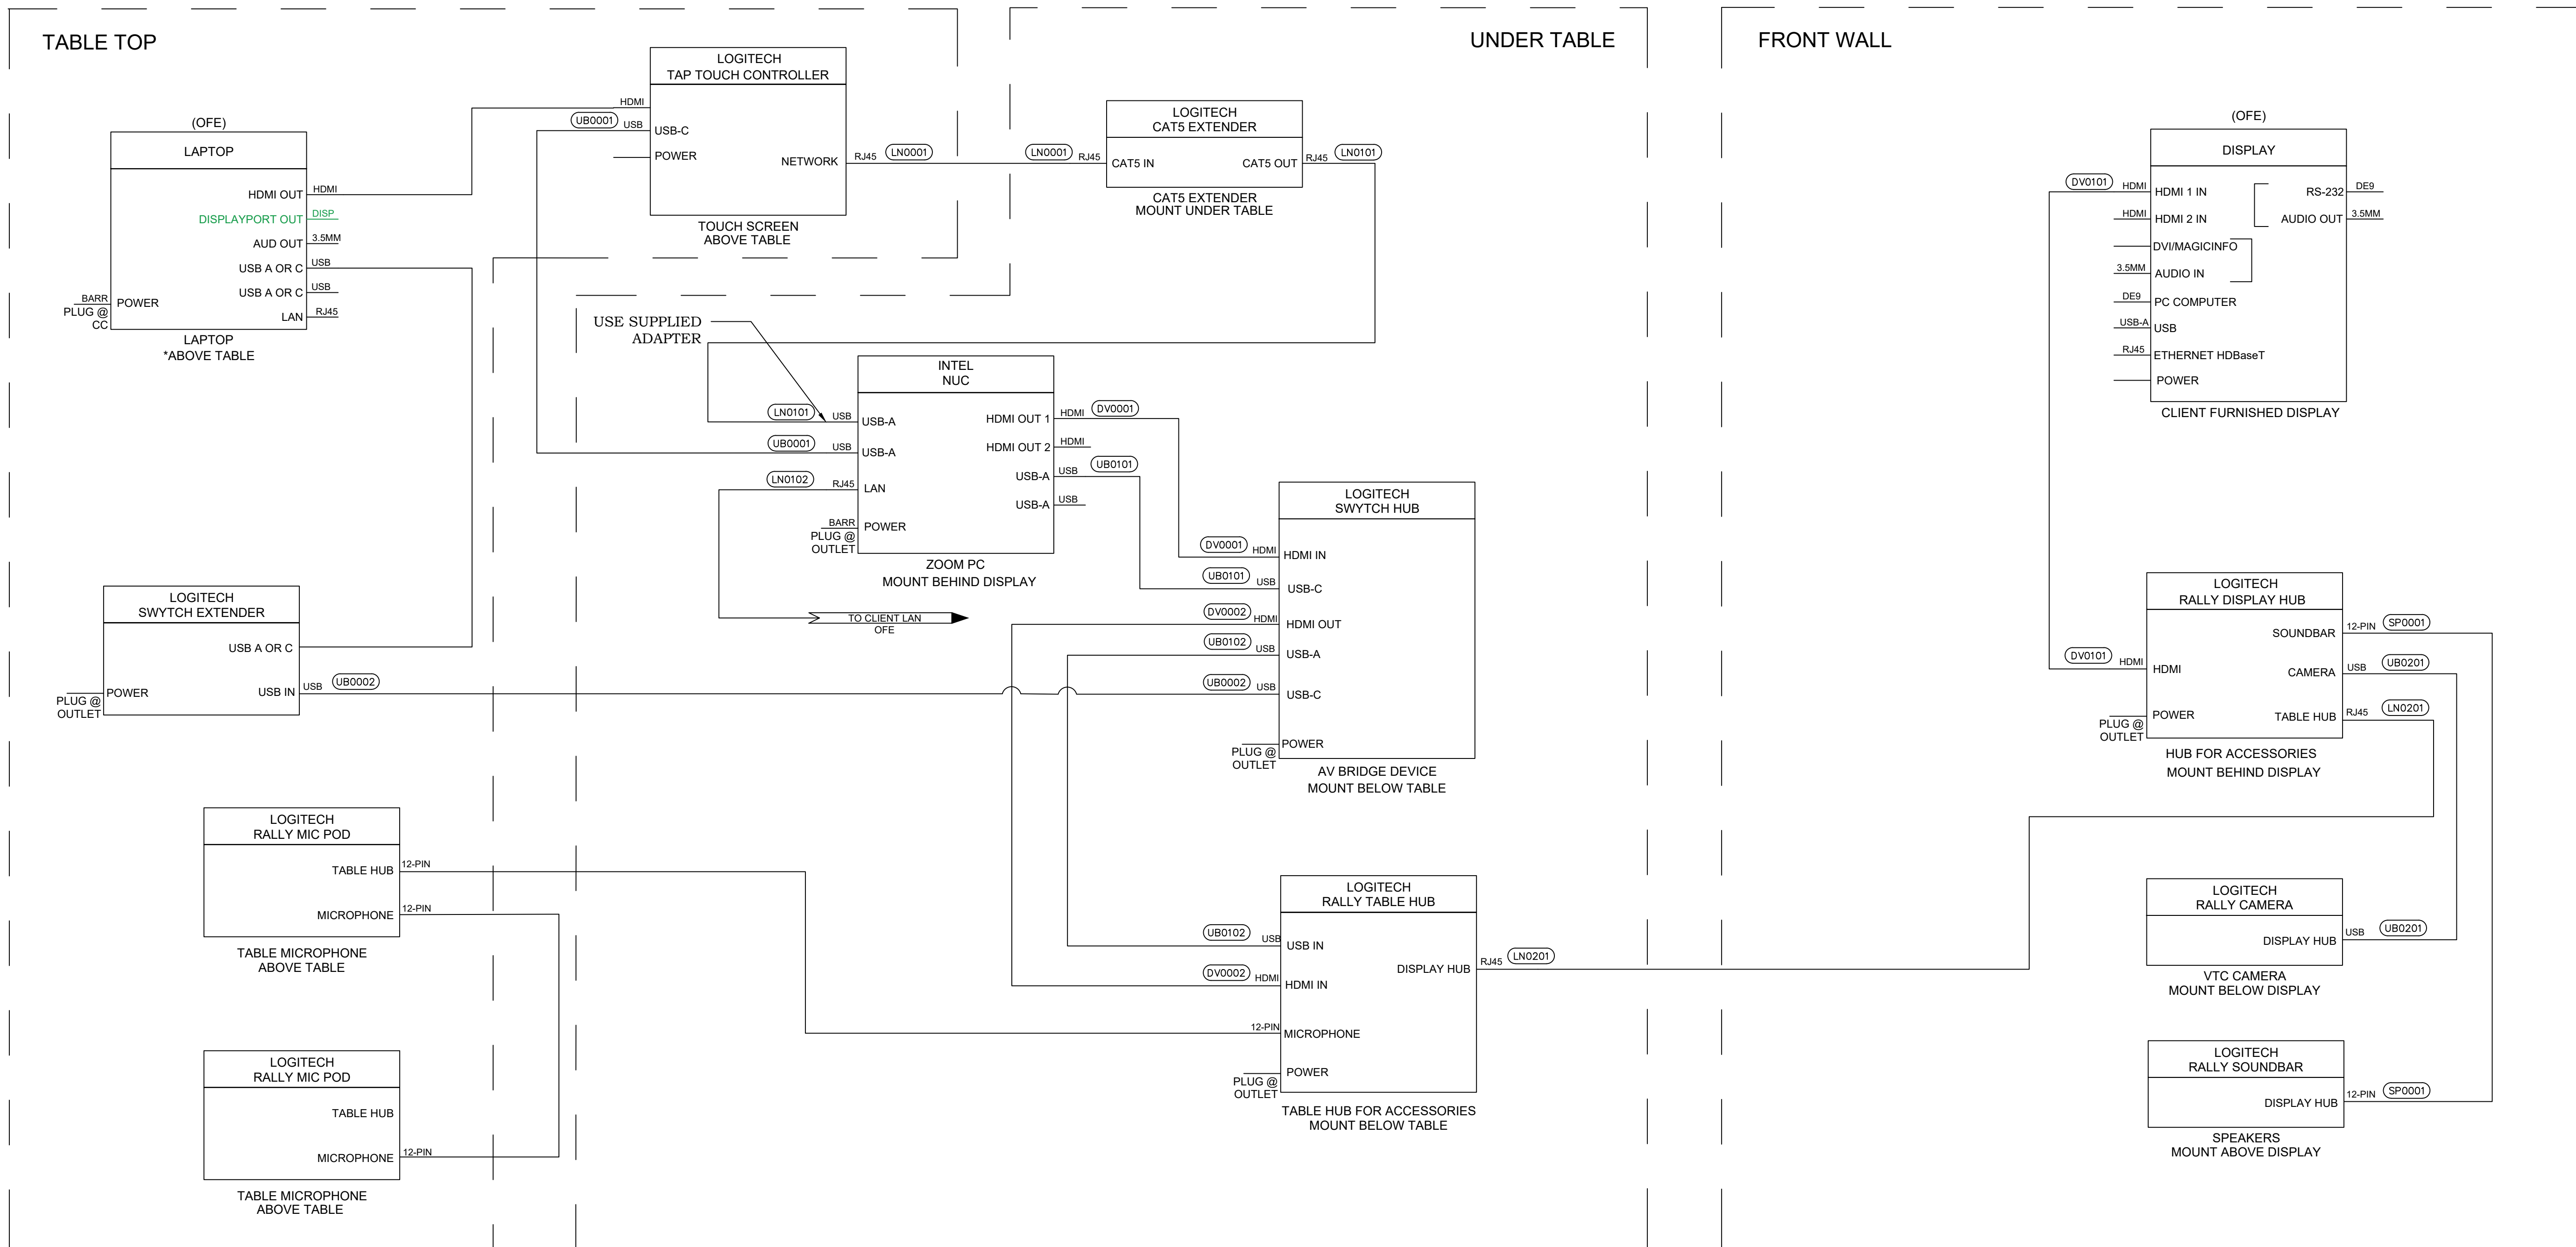 TABLE TOP
UNDER TABLE
FRONT WALL
(OFE)
LAPTOP
HDMI OUT
HDMI
DISPLAYPORT OUT
DISP
AUD OUT
3.5MM
USB A OR C
USB
USB A OR C
USB
LAN
RJ45
BARR
POWER
PLUG @
CC
LAPTOP
*ABOVE TABLE
LOGITECH
TAP TOUCH CONTROLLER
HDMI
UB0001
USB
USB-C
POWER
NETWORK
RJ45
LN0001
TOUCH SCREEN
ABOVE TABLE
LOGITECH
CAT5 EXTENDER
LN0001
RJ45
CAT5 IN
CAT5 OUT
RJ45
LN0101
CAT5 EXTENDER
MOUNT UNDER TABLE
USE SUPPLIED
ADAPTER
INTEL
NUC
LN0101
USB
USB-A
UB0001
USB
USB-A
LN0102
RJ45
LAN
BARR
POWER
PLUG @
OUTLET
HDMI OUT 1
HDMI
DV0001
HDMI OUT 2
HDMI
USB-A
USB
UB0101
USB-A
USB
ZOOM PC
MOUNT BEHIND DISPLAY
TO CLIENT LAN
OFE
LOGITECH
SWYTCH HUB
DV0001
HDMI
HDMI IN
UB0101
USB
USB-C
DV0002
HDMI
HDMI OUT
UB0102
USB
USB-A
UB0002
USB
USB-C
POWER
PLUG @
OUTLET
AV BRIDGE DEVICE
MOUNT BELOW TABLE
LOGITECH
SWYTCH EXTENDER
USB A OR C
USB IN
USB
UB0002
POWER
PLUG @
OUTLET
LOGITECH
RALLY MIC POD
TABLE HUB
12-PIN
MICROPHONE
12-PIN
TABLE MICROPHONE
ABOVE TABLE
LOGITECH
RALLY MIC POD
TABLE HUB
MICROPHONE
12-PIN
TABLE MICROPHONE
ABOVE TABLE
LOGITECH
RALLY TABLE HUB
UB0102
USB
USB IN
DV0002
HDMI
HDMI IN
12-PIN
MICROPHONE
POWER
PLUG @
OUTLET
DISPLAY HUB
RJ45
LN0201
TABLE HUB FOR ACCESSORIES
MOUNT BELOW TABLE
(OFE)
DISPLAY
DV0101
HDMI
HDMI 1 IN
HDMI
HDMI 2 IN
DVI/MAGICINFO
3.5MM
AUDIO IN
DE9
PC COMPUTER
USB-A
USB
RJ45
ETHERNET HDBaseT
POWER
RS-232
DE9
AUDIO OUT
3.5MM
CLIENT FURNISHED DISPLAY
LOGITECH
RALLY DISPLAY HUB
DV0101
HDMI
HDMI
POWER
PLUG @
OUTLET
SOUNDBAR
12-PIN
SP0001
CAMERA
USB
UB0201
TABLE HUB
RJ45
LN0201
HUB FOR ACCESSORIES
MOUNT BEHIND DISPLAY
LOGITECH
RALLY CAMERA
DISPLAY HUB
USB
UB0201
VTC CAMERA
MOUNT BELOW DISPLAY
LOGITECH
RALLY SOUNDBAR
DISPLAY HUB
12-PIN
SP0001
SPEAKERS
MOUNT ABOVE DISPLAY